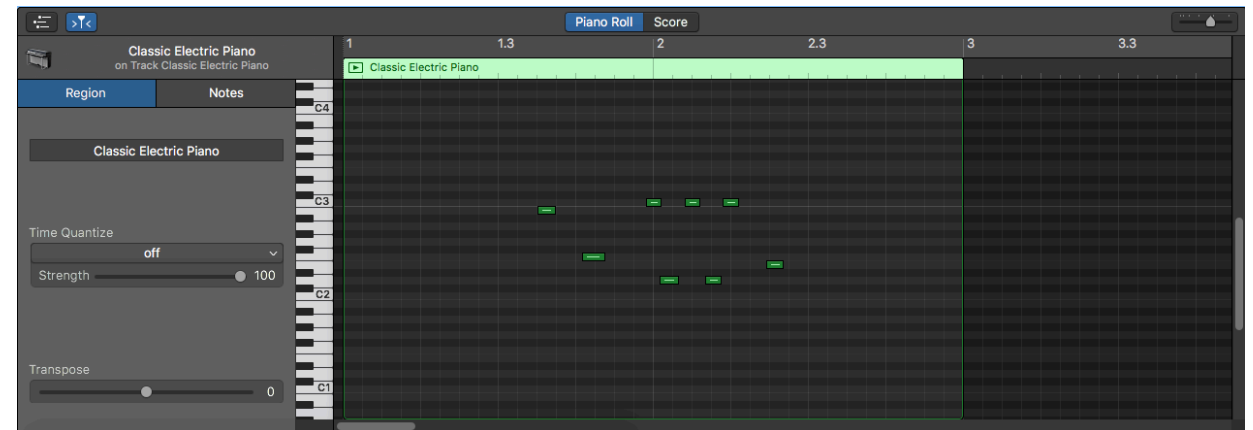 Piano Roll Score
Classic Electric Piano
on Track Classic Electric Piano
1 1.3 2 2.3 3 3.3
Classic Electric Piano
Region Notes
C4
Classic Electric Piano
C3
Time Quantize
off
Strength 100
C2
Transpose
0
C1